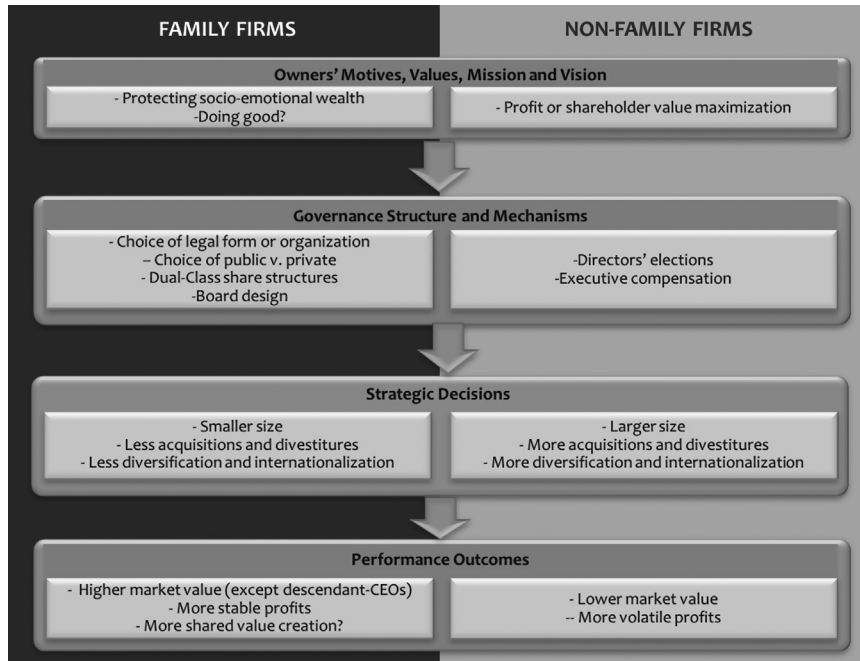 FAMILY FIRMS
NON-FAMILY FIRMS
Owners' Motives, Values, Mission and Vision
- Protecting socio-emotional wealth
-Doing good?
- Profit or shareholder value maximization
Governance Structure and Mechanisms
- Choice of legal form or organization
– Choice of public v. private
- Dual-Class share structures
-Board design
-Directors' elections
-Executive compensation
Strategic Decisions
- Smaller size
- Less acquisitions and divestitures
- Less diversification and internationalization
- Larger size
- More acquisitions and divestitures
- More diversification and internationalization
Performance Outcomes
- Higher market value (except descendant-CEOs)
- More stable profits
- More shared value creation?
- Lower market value
-- More volatile profits